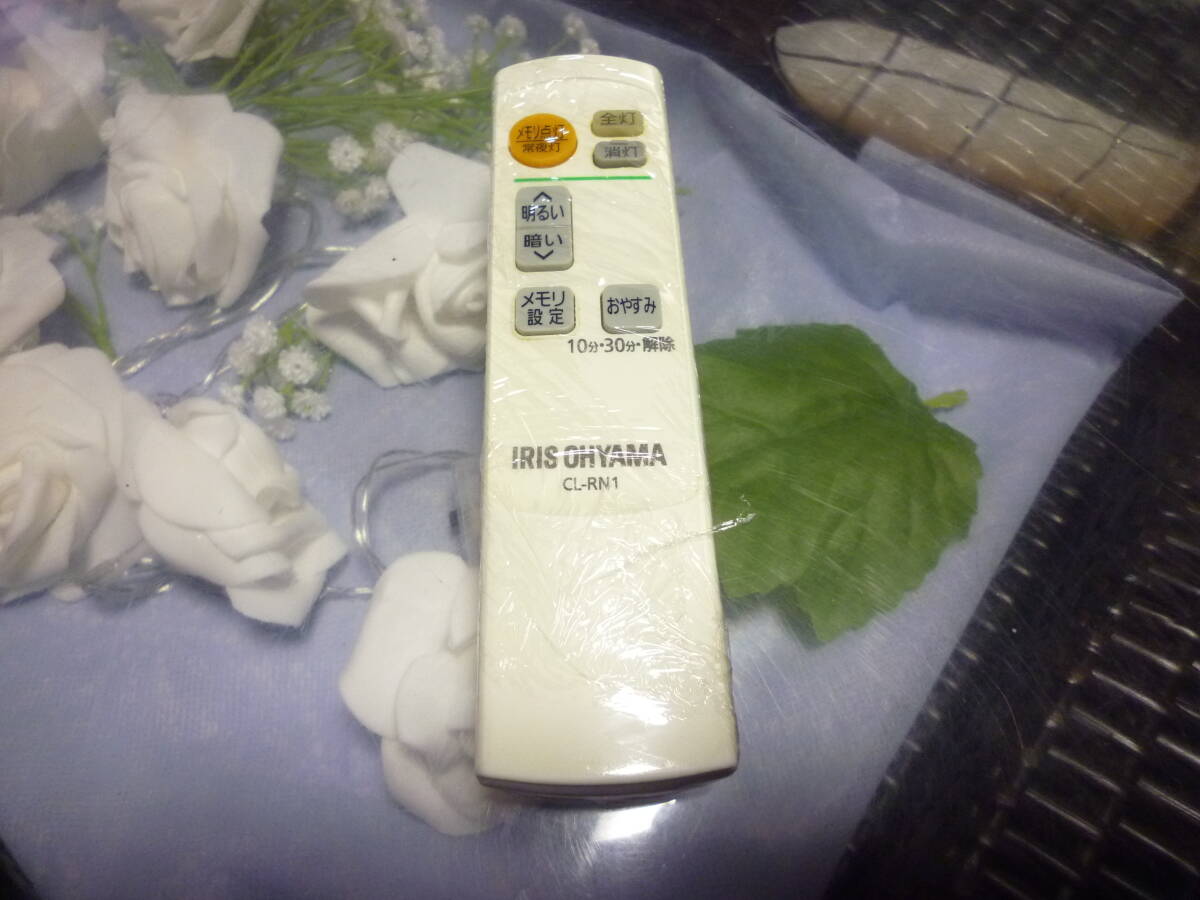 メモリ点灯
常夜灯
全灯
消灯
明るい
暗い
メモリ
設定
おやすみ
10分・30分・解除
IRIS OHYAMA
CL-RN1